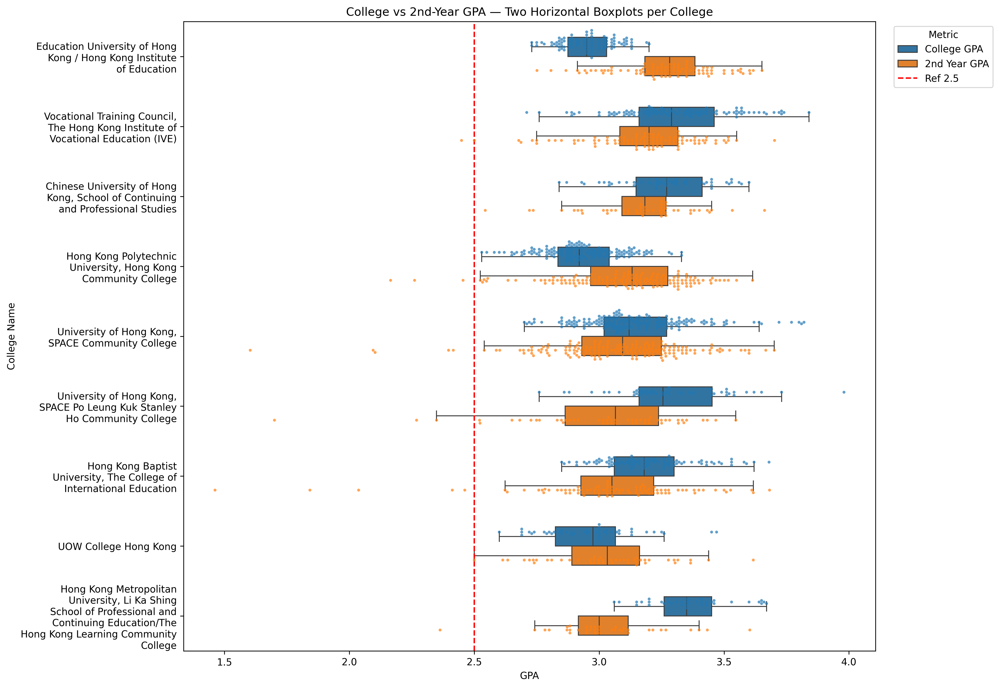 College vs 2nd-Year GPA — Two Horizontal Boxplots per College
Metric
College GPA
2nd Year GPA
Ref 2.5
College Name
Education University of Hong
Kong / Hong Kong Institute
of Education
Vocational Training Council,
The Hong Kong Institute of
Vocational Education (IVE)
Chinese University of Hong
Kong, School of Continuing
and Professional Studies
Hong Kong Polytechnic
University, Hong Kong
Community College
University of Hong Kong,
SPACE Community College
University of Hong Kong,
SPACE Po Leung Kuk Stanley
Ho Community College
Hong Kong Baptist
University, The College of
International Education
UOW College Hong Kong
Hong Kong Metropolitan
University, Li Ka Shing
School of Professional and
Continuing Education/The
Hong Kong Learning Community
College
1.5 2.0 2.5 3.0 3.5 4.0
GPA